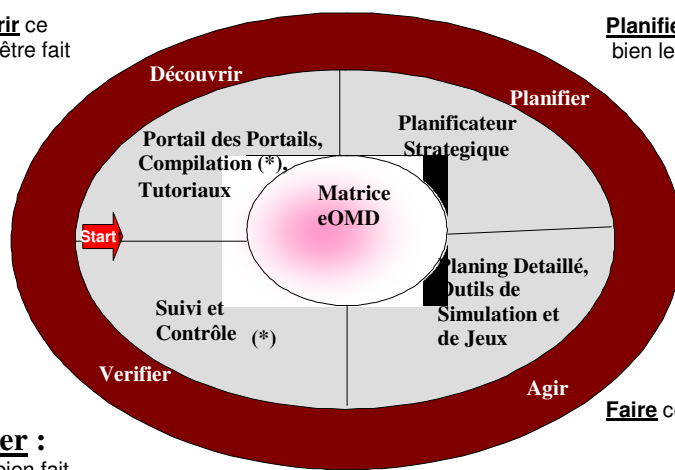 ce
être fait
Planifie
bien le
Découvrir
Planifier
Portail des Portails,
Compilation (*),
Tutoriaux
Planificateur
Strategique
Matrice
eOMD
Start
Planing Detaillé,
Outils de
Simulation et
de Jeux
Suivi et
Contrôle (*)
Verifier
Agir
Faire
er :
bien fait